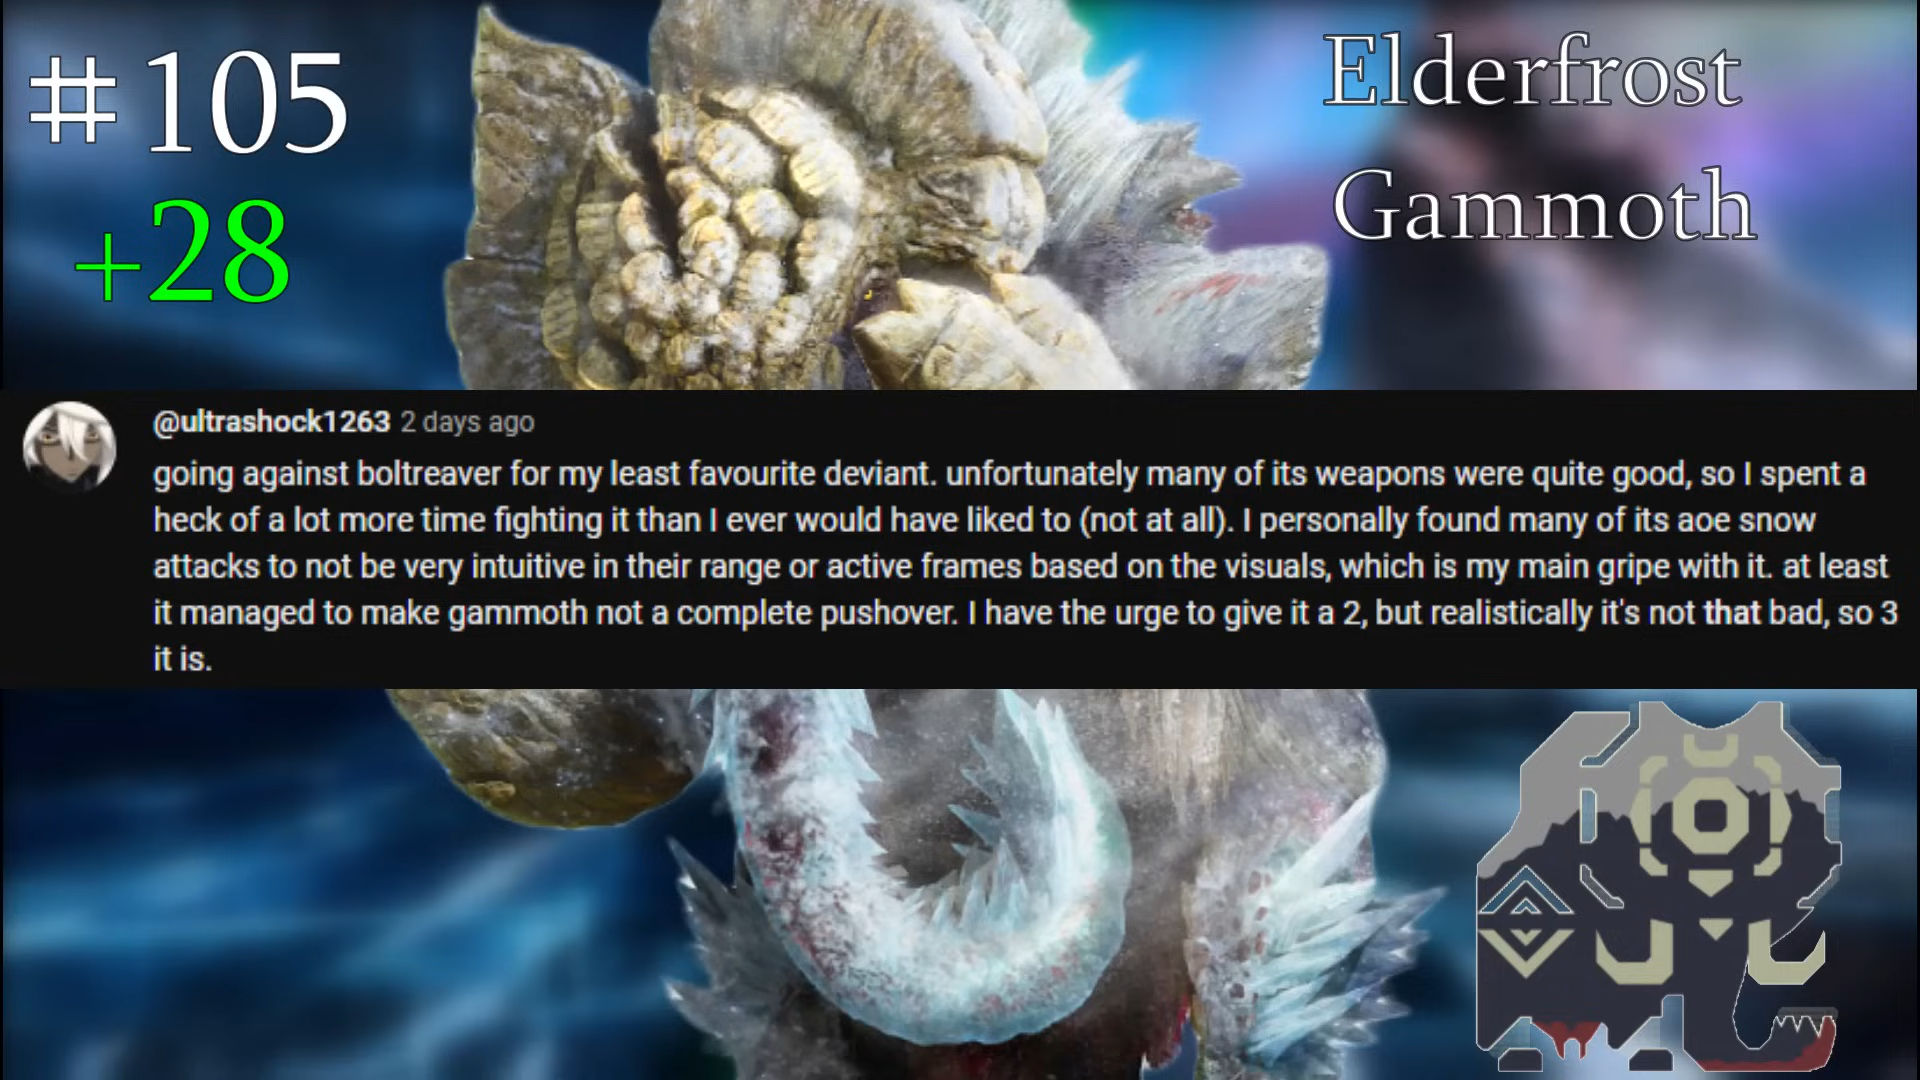 #105
+28
Elderfrost
Gammoth
@ultrashock1263 2 days ago
going against boltreaver for my least favourite deviant. unfortunately many of its weapons were quite good, so I spent a
heck of a lot more time fighting it than I ever would have liked to (not at all). I personally found many of its aoe snow
attacks to not be very intuitive in their range or active frames based on the visuals, which is my main gripe with it. at least
it managed to make gammoth not a complete pushover. I have the urge to give it a 2, but realistically it's not that bad, so 3
it is.